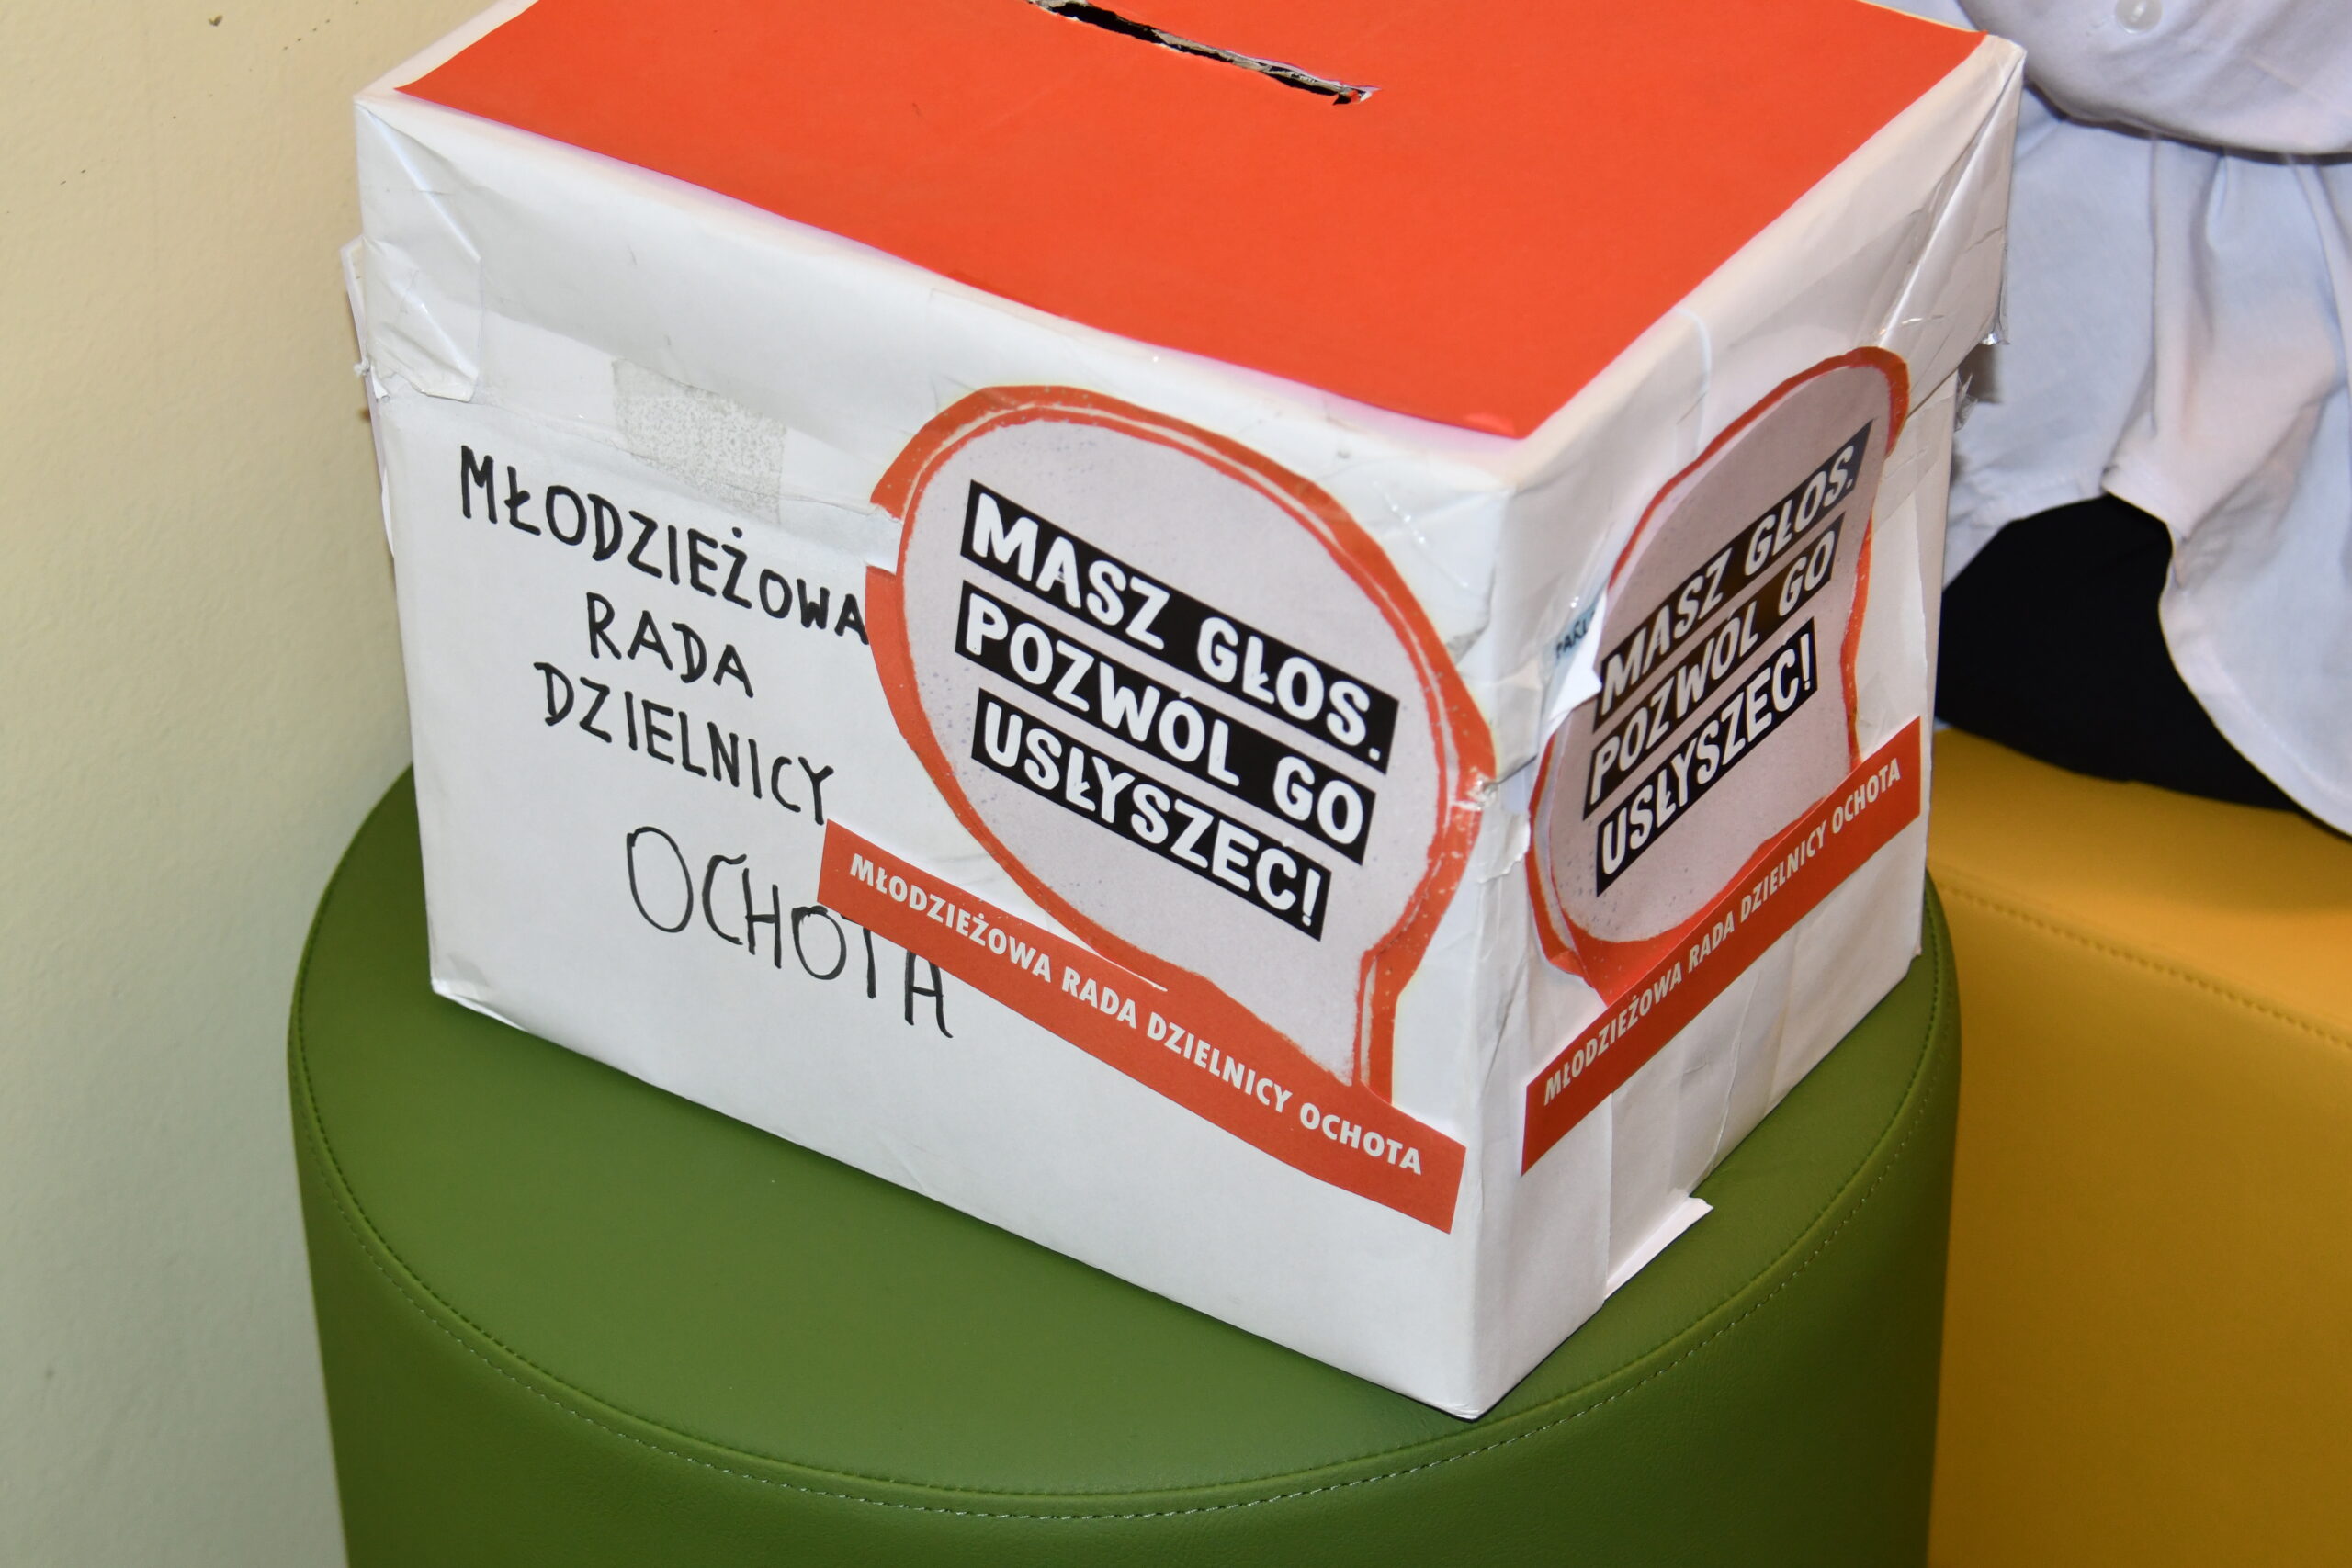 MŁODZIEŻOWA
RADA
DZIELNICY
OCHOTA
MASZ GŁOS.
POZWÓL GO
USŁYSZEĆ!
MŁODZIEŻOWA RADA DZIELNICY OCHOTA
MASZ GŁOS.
POZWÓL GO
USŁYSZEĆ!
MŁODZIEŻOWA RADA DZIELNICY OCHOTA